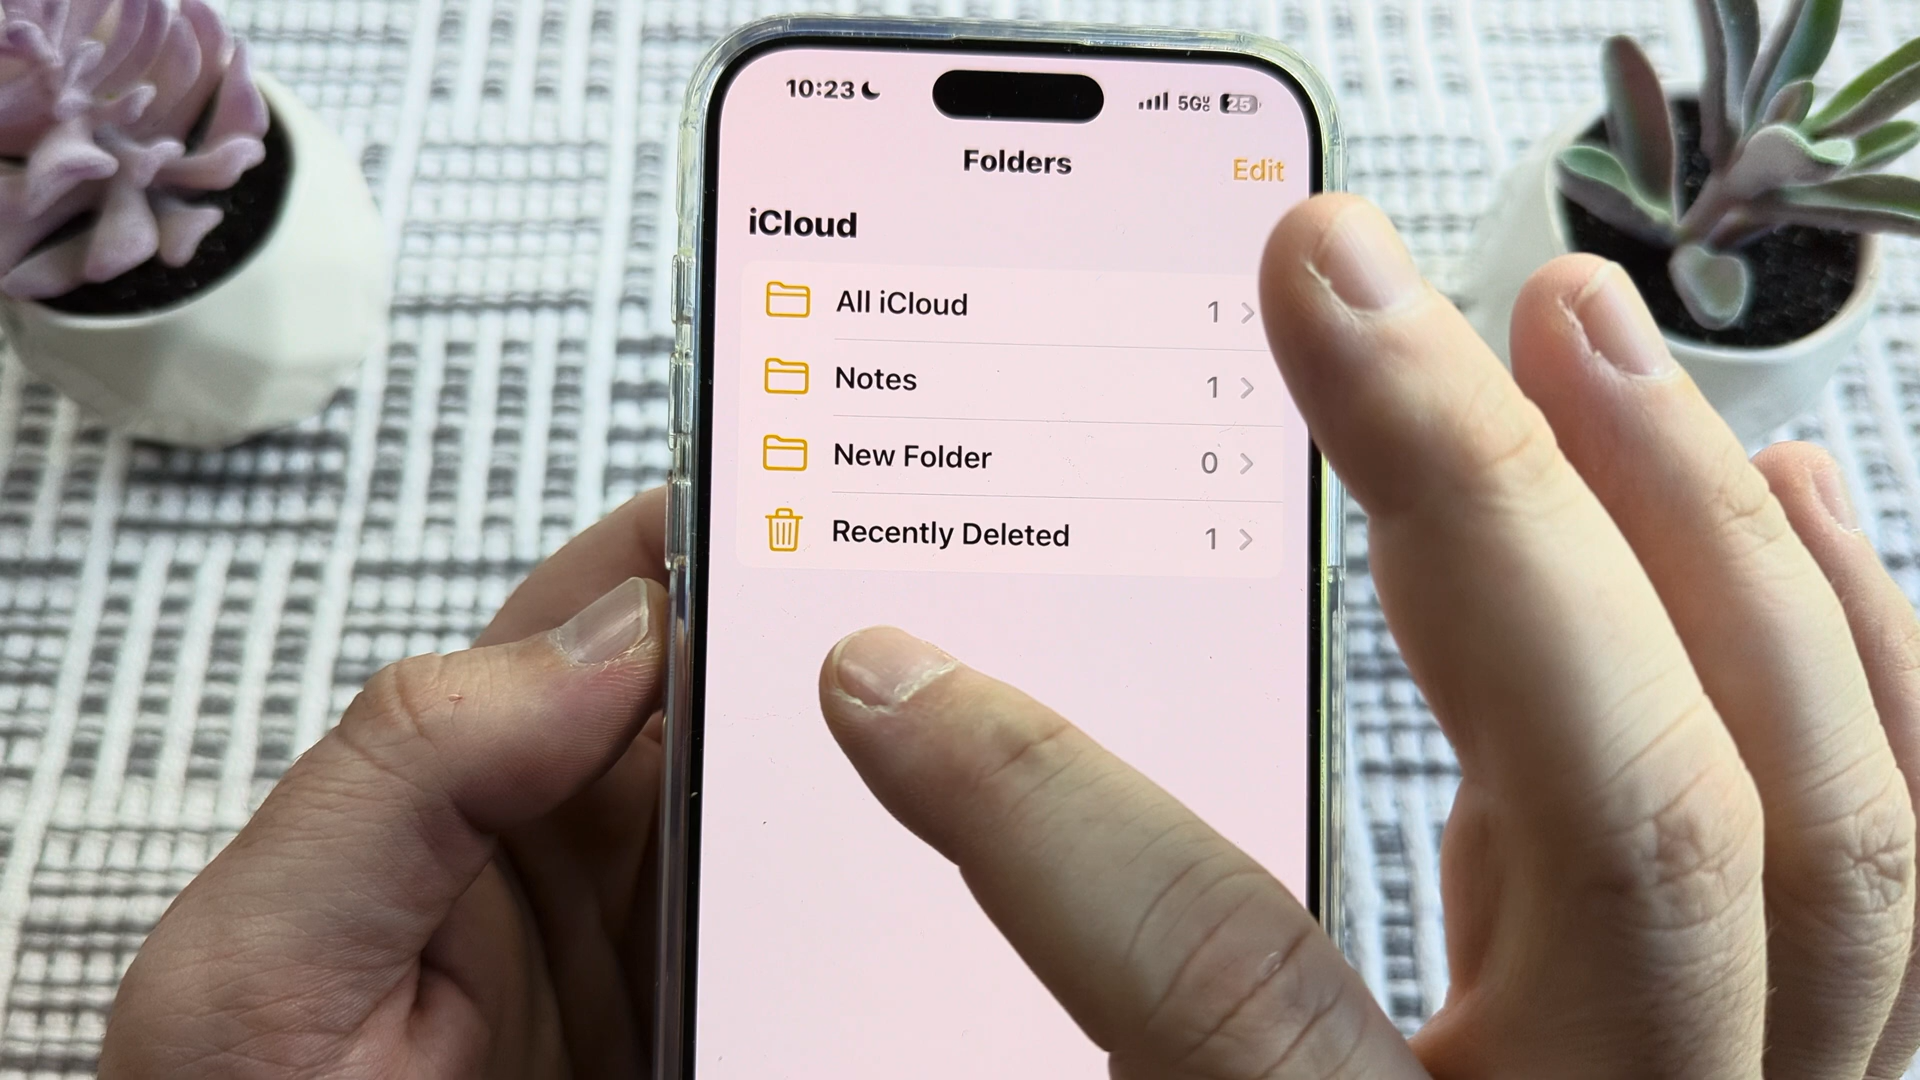 10:23 5G 25
Folders
Edit
iCloud
All iCloud 1
Notes 1
New Folder 0
Recently Deleted 1